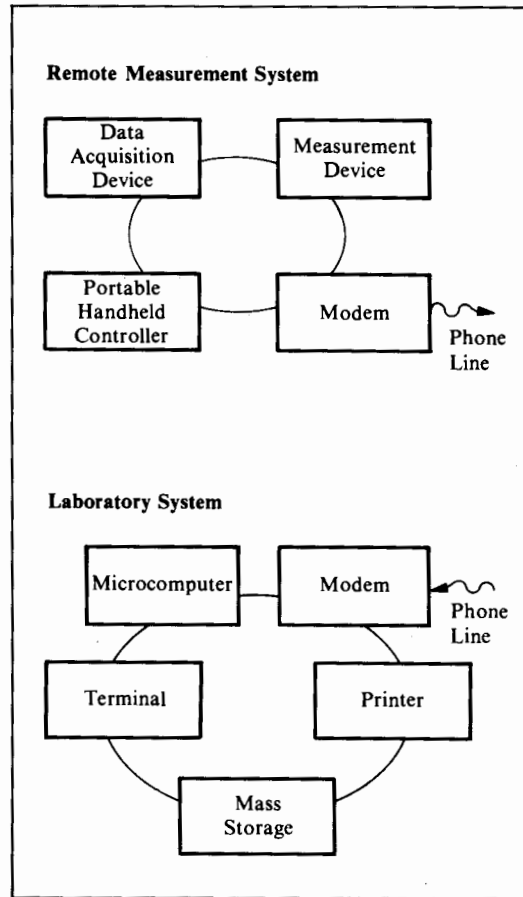 Remote Measurement System
Data
Acquisition
Device
Measurement
Device
Portable
Handheld
Controller
Modem
Phone
Line
Laboratory System
Microcomputer
Modem
Phone
Line
Terminal
Printer
Mass
Storage